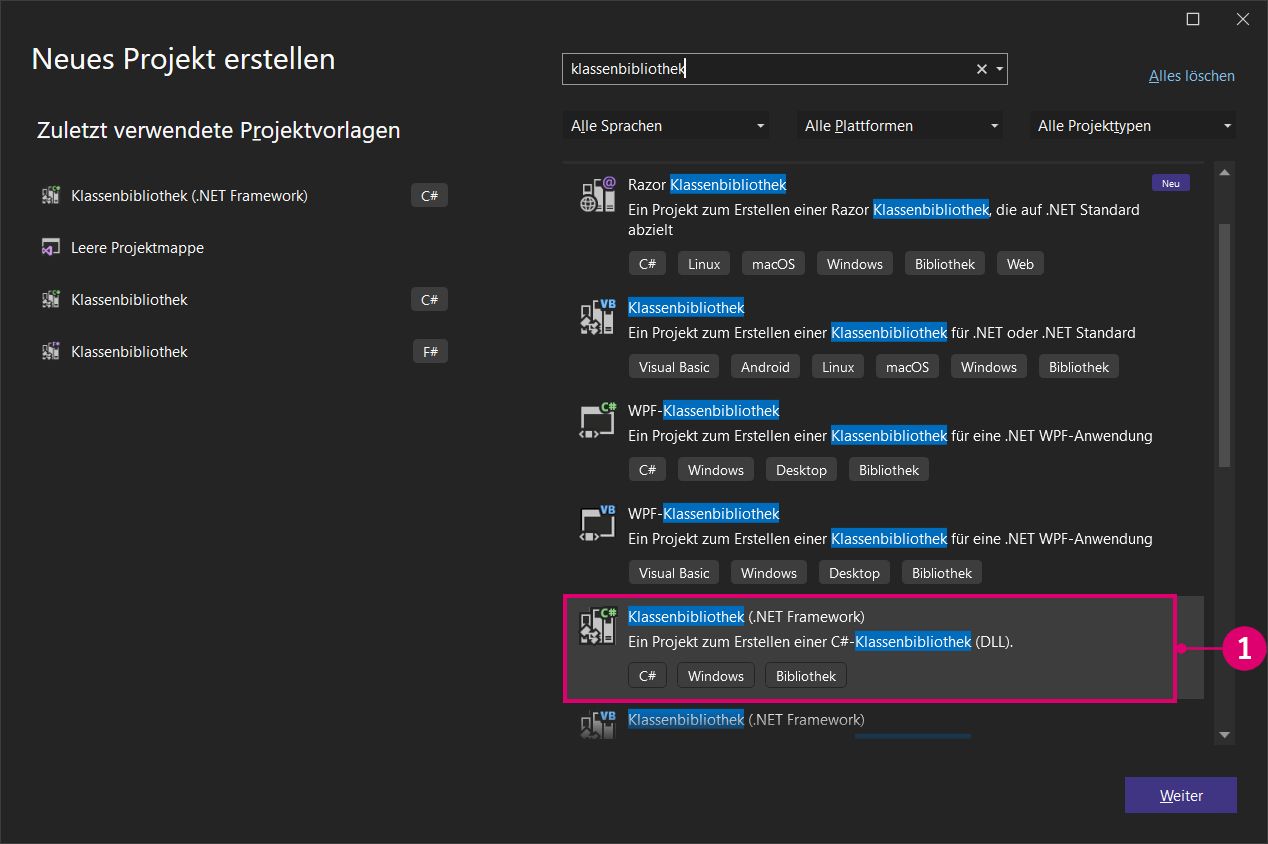 Neues Projekt erstellen
klassenbibliothek
Alles löschen
Zuletzt verwendete Projektvorlagen
Alle Sprachen
Alle Plattformen
Alle Projekttypen
Klassenbibliothek (.NET Framework)
C#
Leere Projektmappe
Klassenbibliothek
C#
Klassenbibliothek
F#
@
Razor Klassenbibliothek
Neu
Ein Projekt zum Erstellen einer Razor Klassenbibliothek, die auf .NET Standard
abzielt
C# Linux macOS Windows Bibliothek Web
VB
Klassenbibliothek
Ein Projekt zum Erstellen einer Klassenbibliothek für .NET oder .NET Standard
Visual Basic Android Linux macOS Windows Bibliothek
C#
WPF-Klassenbibliothek
Ein Projekt zum Erstellen einer Klassenbibliothek für eine .NET WPF-Anwendung
C# Windows Desktop Bibliothek
VB
WPF-Klassenbibliothek
Ein Projekt zum Erstellen einer Klassenbibliothek für eine .NET WPF-Anwendung
Visual Basic Windows Desktop Bibliothek
C#
Klassenbibliothek (.NET Framework)
Ein Projekt zum Erstellen einer C#-Klassenbibliothek (DLL).
C# Windows Bibliothek
1
VB
Klassenbibliothek (.NET Framework)
Weiter